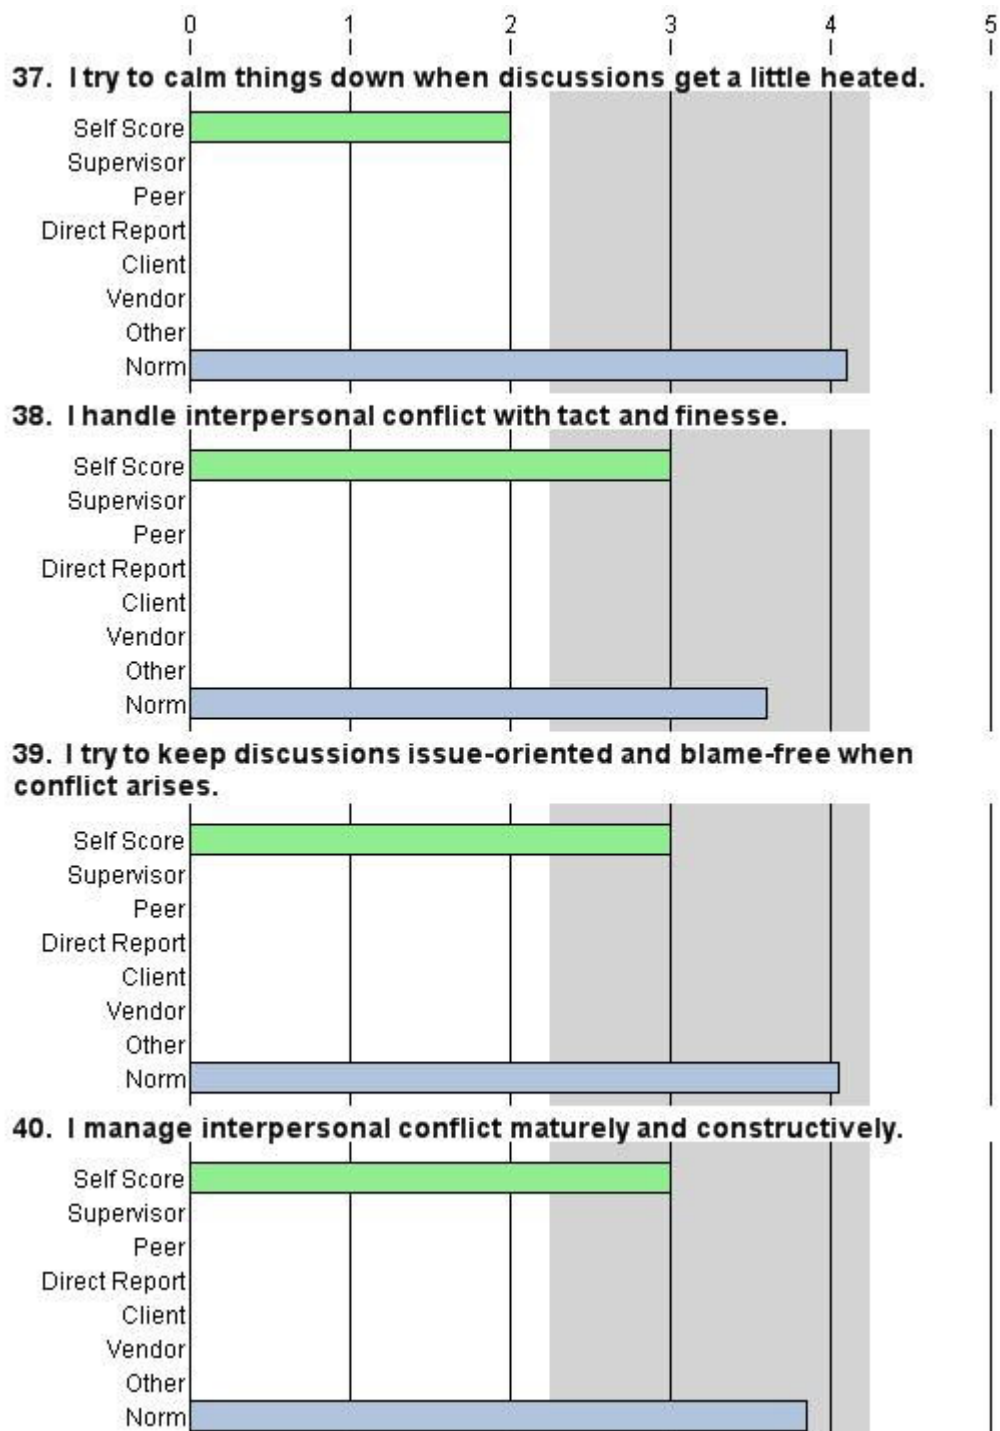 0 1 2 3 4 5
37. I try to calm things down when discussions get a little heated.
Self Score
Supervisor
Peer
Direct Report
Client
Vendor
Other
Norm
38. I handle interpersonal conflict with tact and finesse.
Self Score
Supervisor
Peer
Direct Report
Client
Vendor
Other
Norm
39. I try to keep discussions issue-oriented and blame-free when
conflict arises.
Self Score
Supervisor
Peer
Direct Report
Client
Vendor
Other
Norm
40. I manage interpersonal conflict maturely and constructively.
Self Score
Supervisor
Peer
Direct Report
Client
Vendor
Other
Norm